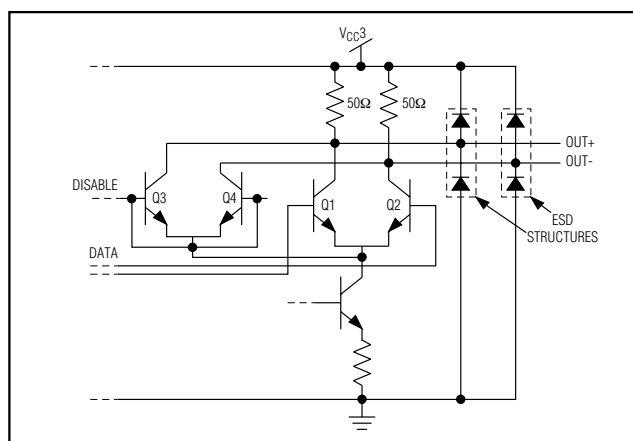 VCC3
50Ω
50Ω
OUT+
OUT-
DISABLE
Q3
Q4
Q1
Q2
ESD
STRUCTURES
DATA